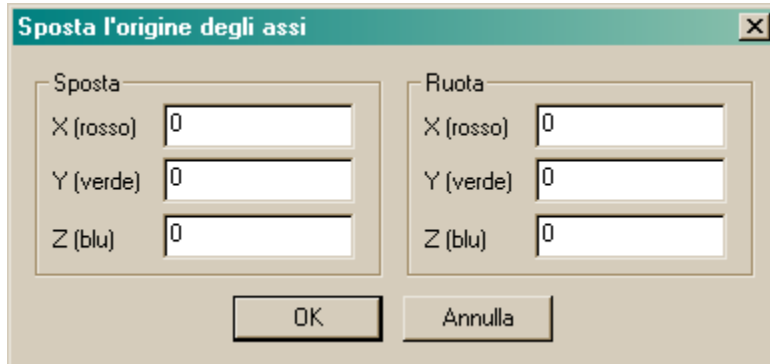 Sposta l'origine degli assi
Sposta
X (rosso) 0
Y (verde) 0
Z (blu) 0
Ruota
X (rosso) 0
Y (verde) 0
Z (blu) 0
OK
Annulla